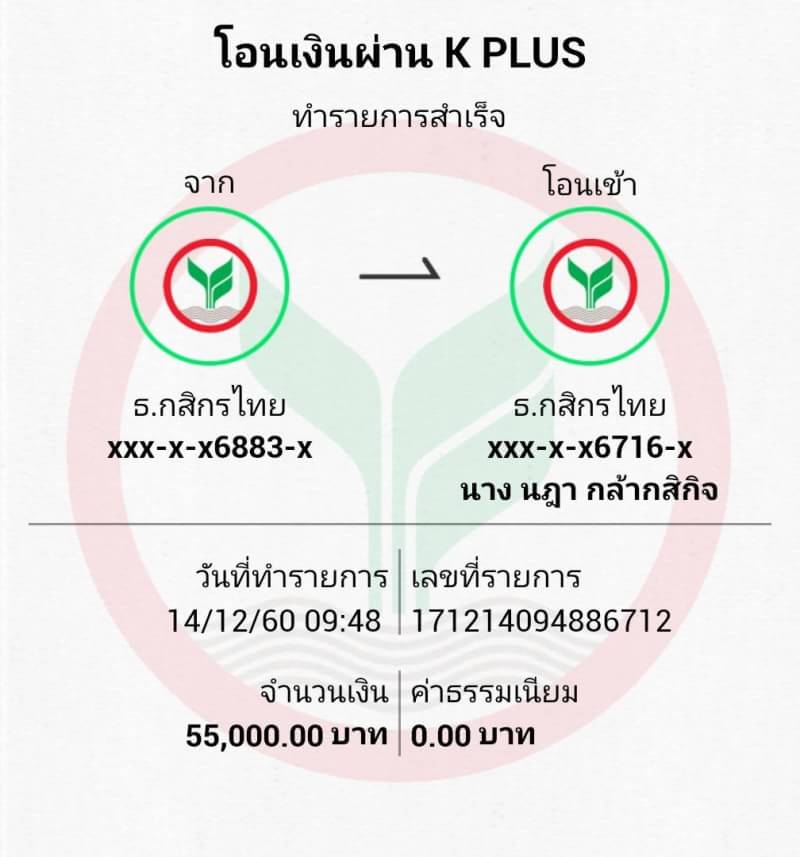 โอนเงินผ่าน K PLUS
ทำรายการสำเร็จ
จาก
โอนเข้า
ธ.กสิกรไทย
xxx-x-x6883-x
ธ.กสิกรไทย
xxx-x-x6716-x
นาง นฎา กล้ากสิกิจ
วันที่ทำรายการ
14/12/60 09:48
เลขที่รายการ
171214094886712
จำนวนเงิน
55,000.00 บาท
ค่าธรรมเนียม
0.00 บาท